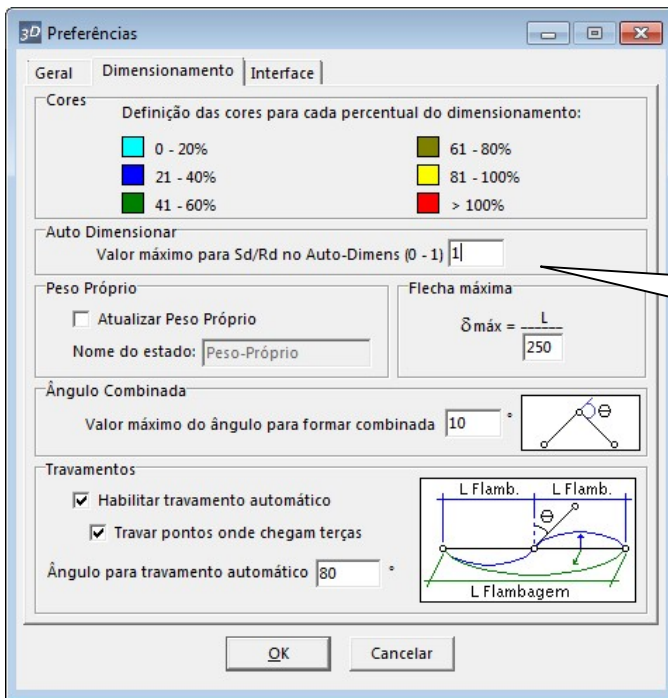 3D Preferências
Geral Dimensionamento Interface
Cores
Definição das cores para cada percentual do dimensionamento:
0 - 20% 61 - 80%
21 - 40% 81 - 100%
41 - 60% > 100%
Auto Dimensionar
Valor máximo para Sd/Rd no Auto-Dimens (0 - 1) 1
Peso Próprio Flecha máxima
Atualizar Peso Próprio
δ máx = L
Nome do estado: Peso-Próprio 250
Ângulo Combinada
Valor máximo do ângulo para formar combinada 10 ° θ
Travamentos
Habilitar travamento automático L Flamb. L Flamb.
Travar pontos onde chegam terças θ
Ângulo para travamento automático 80 °
L Flambagem
OK Cancelar